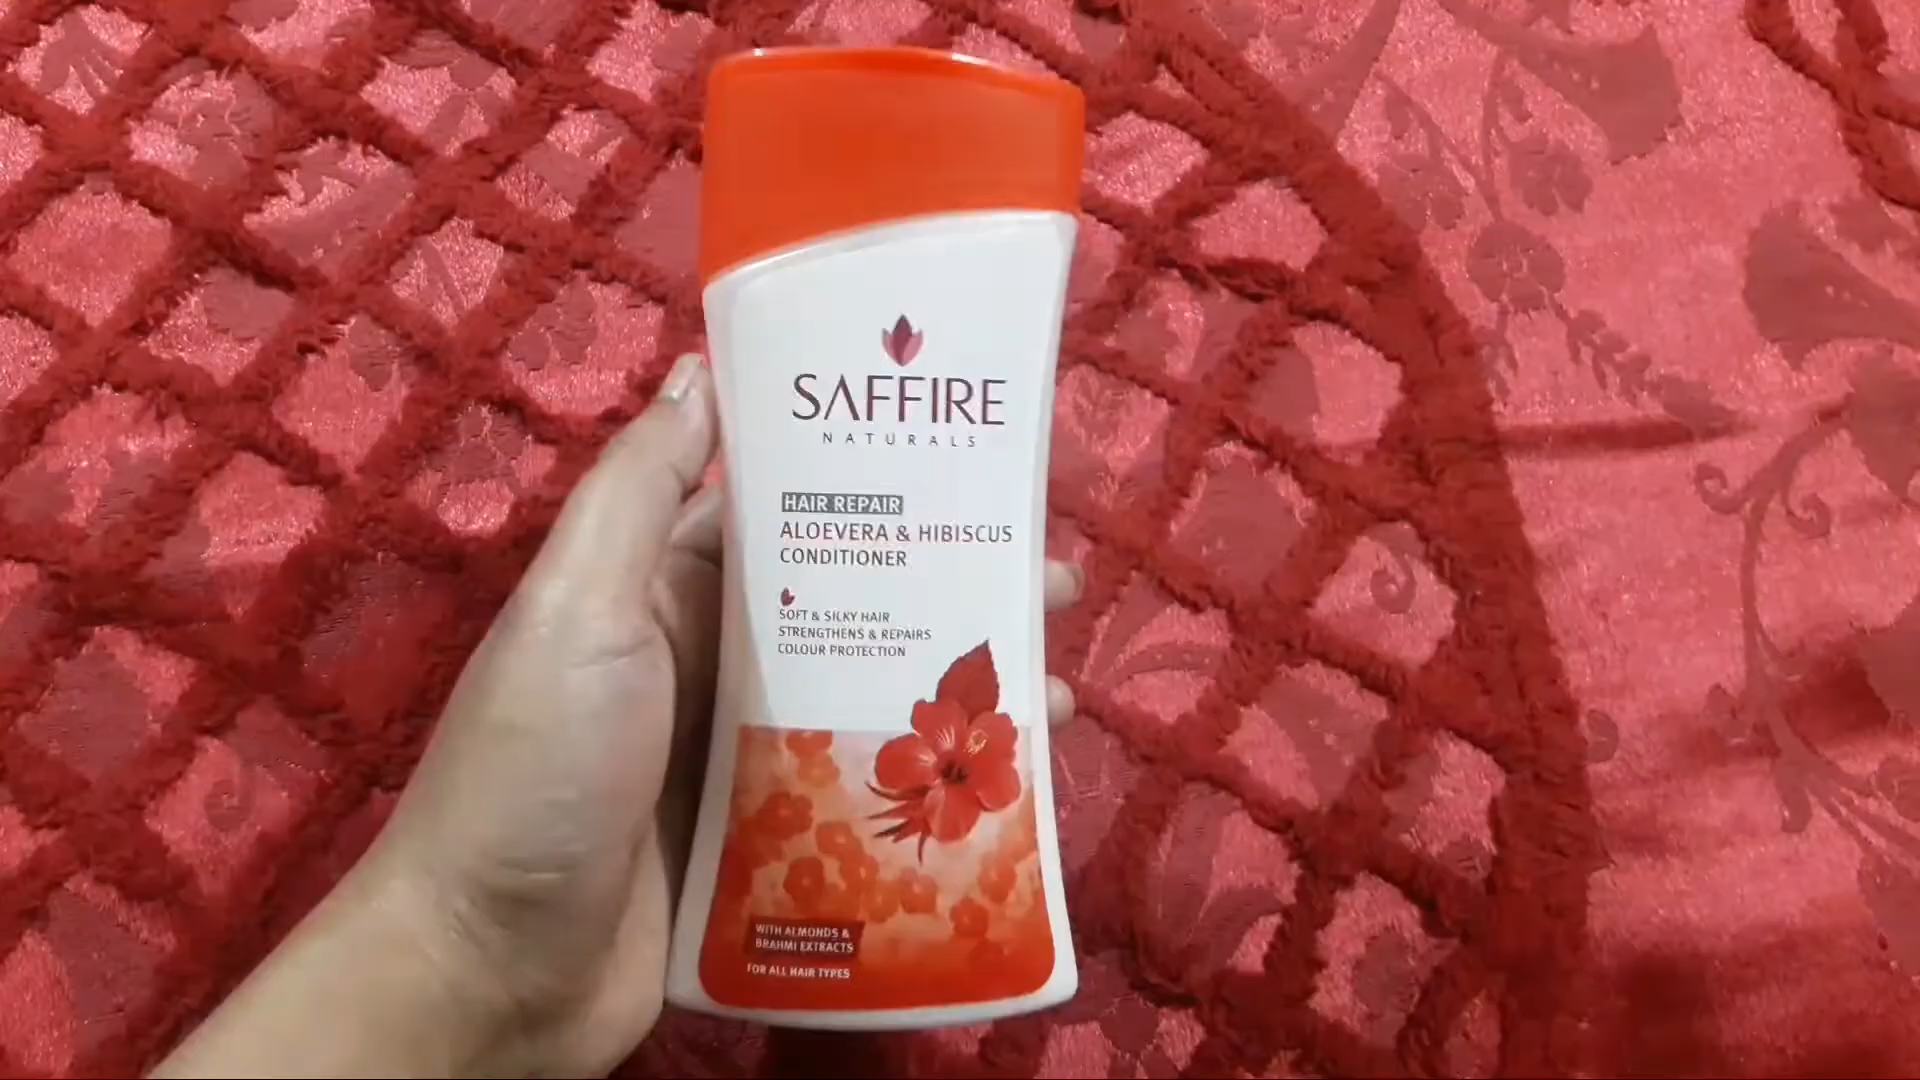 SAFFIRE
NATURALS
HAIR REPAIR
ALOEVERA & HIBISCUS
CONDITIONER
SOFT & SILKY HAIR
STRENGTHENS & REPAIRS
COLOUR PROTECTION
WITH ALMONDS &
BRAHMI EXTRACTS
FOR ALL HAIR TYPES